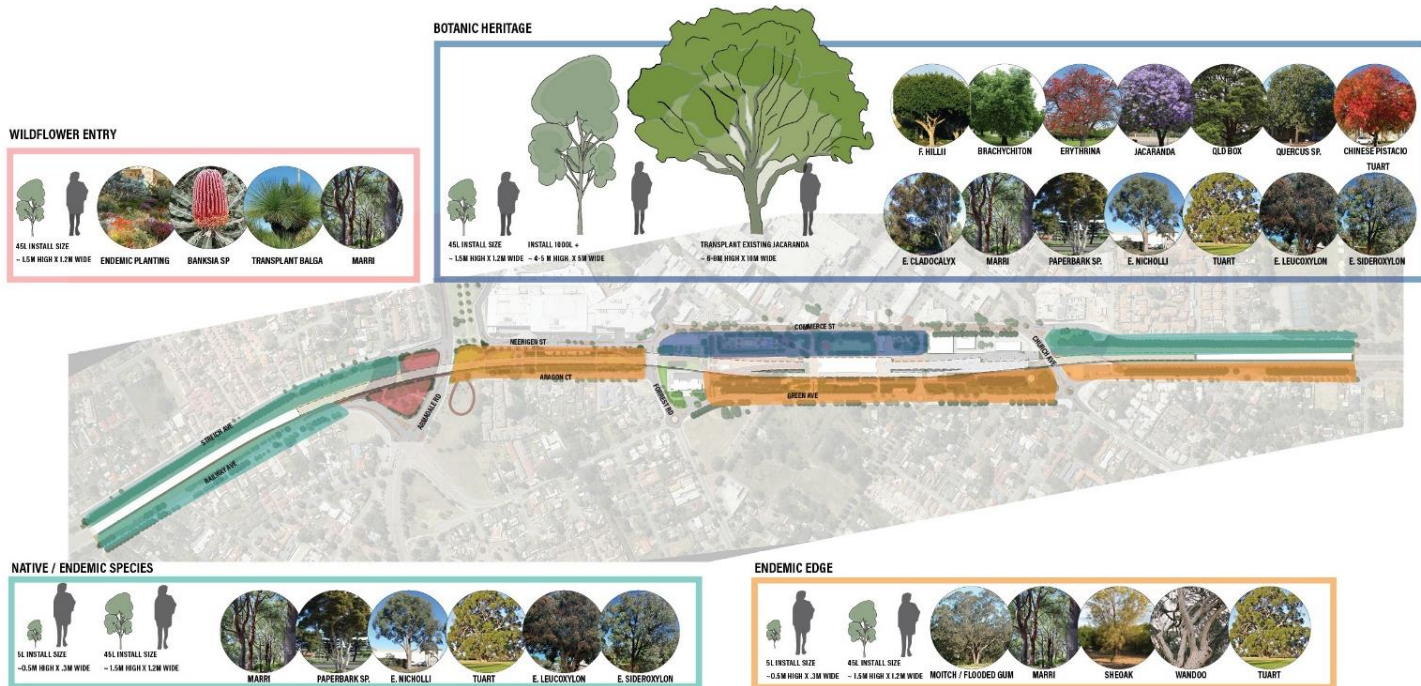 BOTANIC HERITAGE
F. HILLII
BRACHYCHITON
ERYTHRINA
JACARANDA
QLD BOX
QUERCUS SP.
CHINESE PISTACIO
TUART
E. CLADOCALYX
MARRI
PAPERBARK SP.
E. NICHOLLI
TUART
E. LEUCOXYLON
E. SIDEROXYLON
45L INSTALL SIZE
~ 1.5M HIGH X 1.2M WIDE
INSTALL 1000L +
~ 4-5 M HIGH X 5M WIDE
TRANSPLANT EXISTING JACARANDA
~ 6-8M HIGH X 10M WIDE
WILDFLOWER ENTRY
45L INSTALL SIZE
~ 1.5M HIGH X 1.2M WIDE
ENDEMIC PLANTING
BANKSIA SP
TRANSPLANT BALGA
MARRI
COMMERCE ST
NEERIGEN ST
CHURCH AVE
ARAGON CT
GREEN AVE
FORREST RD
ARMADALE RD
STREICH AVE
RAILWAY AVE
NATIVE / ENDEMIC SPECIES
5L INSTALL SIZE
~0.5M HIGH X .3M WIDE
45L INSTALL SIZE
~ 1.5M HIGH X 1.2M WIDE
MARRI
PAPERBARK SP.
E. NICHOLLI
TUART
E. LEUCOXYLON
E. SIDEROXYLON
ENDEMIC EDGE
5L INSTALL SIZE
~0.5M HIGH X .3M WIDE
45L INSTALL SIZE
~ 1.5M HIGH X 1.2M WIDE
MOITCH / FLOODED GUM
MARRI
SHEOAK
WANDOO
TUART